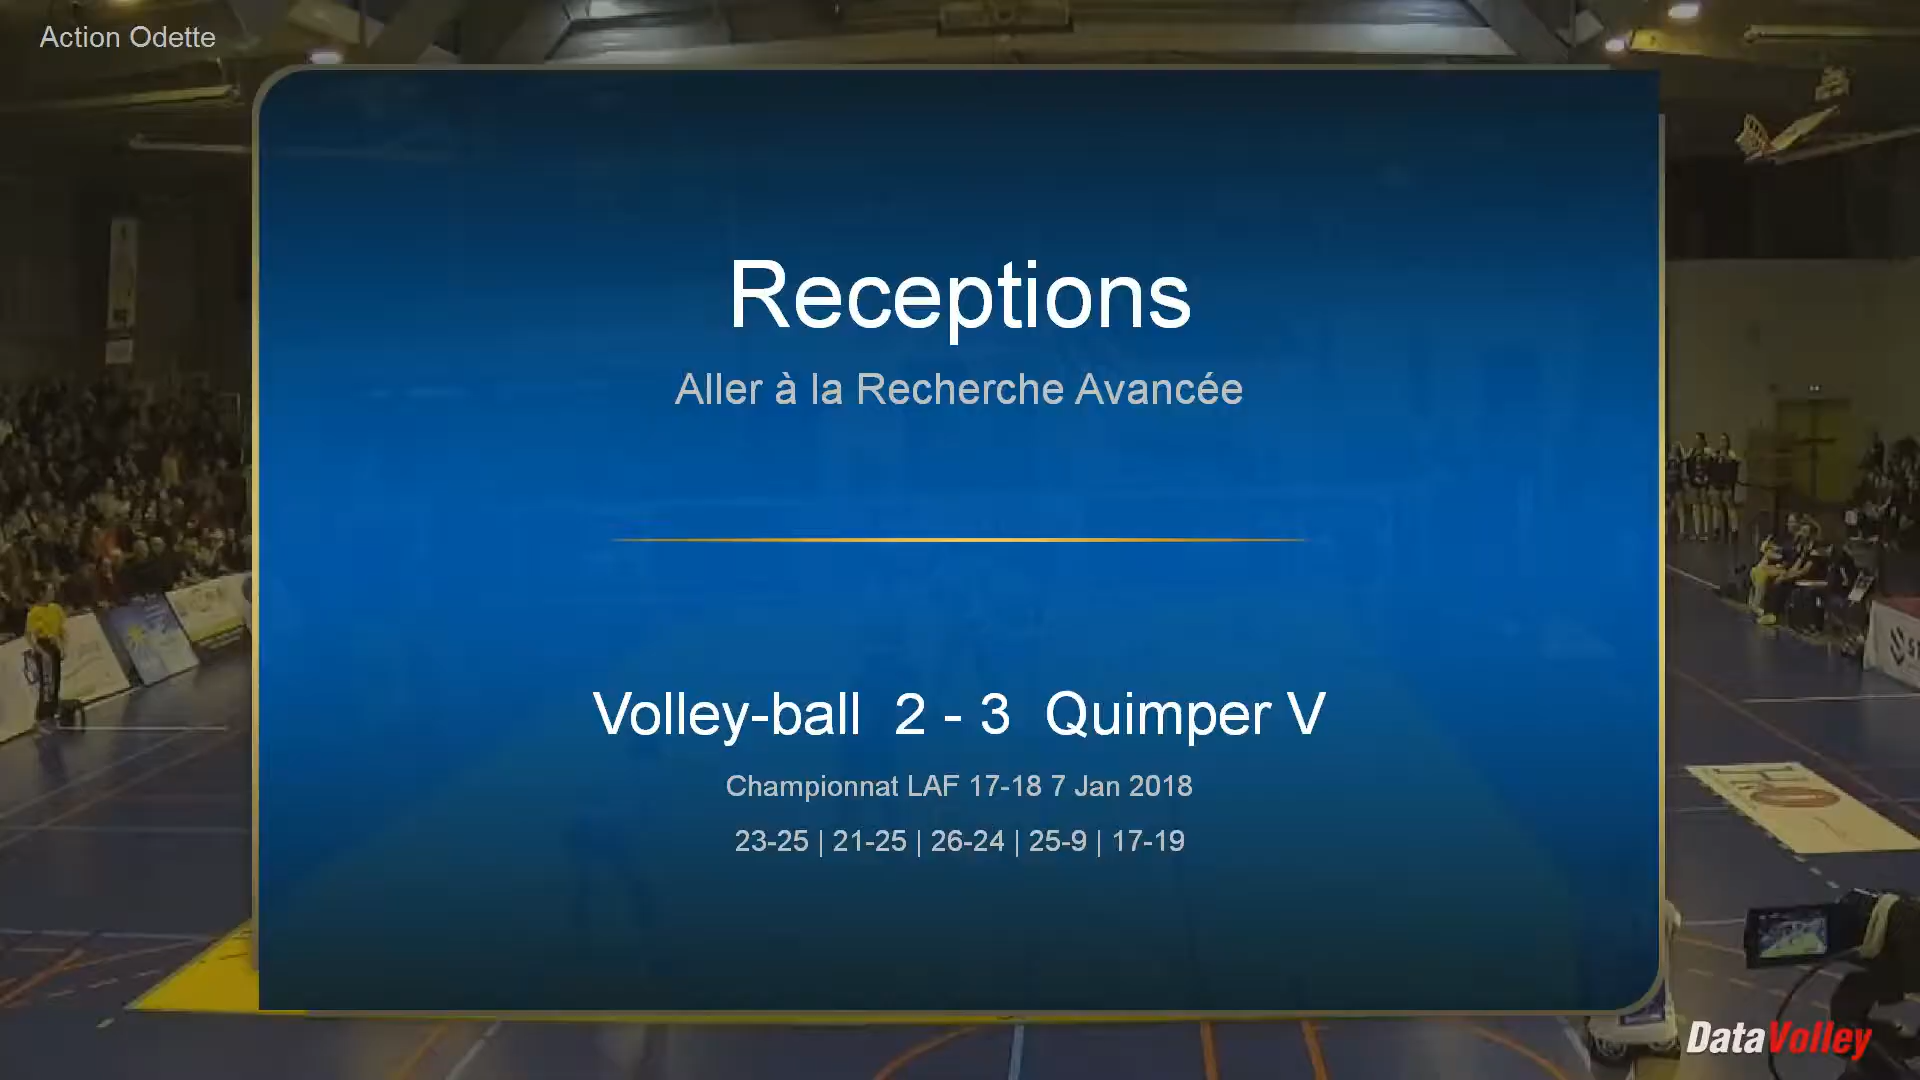 Action Odette
Receptions
Aller à la Recherche Avancée
Volley-ball 2 - 3 Quimper V
Championnat LAF 17-18 7 Jan 2018
23-25 | 21-25 | 26-24 | 25-9 | 17-19
DataVolley